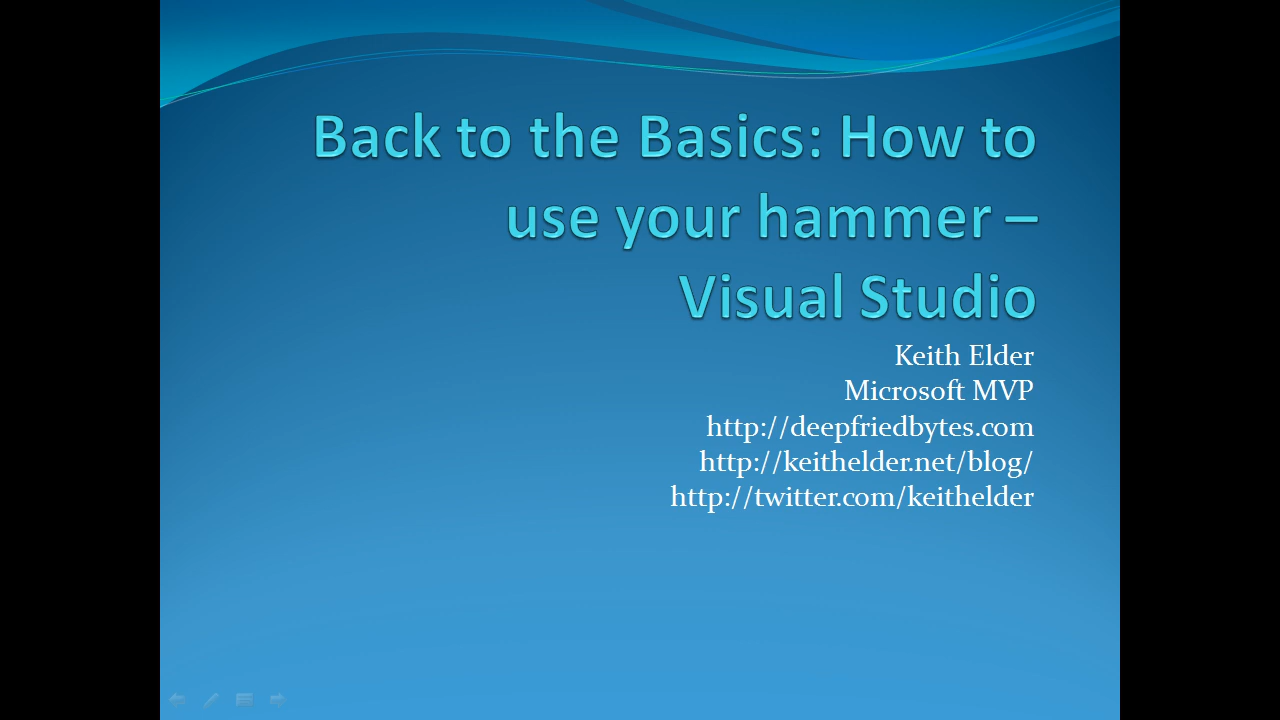 Back to the Basics: How to
use your hammer –
Visual Studio
Keith Elder
Microsoft MVP
http://deepfriedbytes.com
http://keithelder.net/blog/
http://twitter.com/keithelder